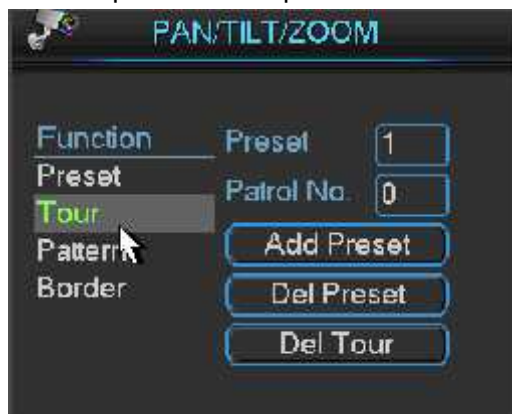 PAN/TILT/ZOOM
Function
Preset
Tour
Pattern
Border
Preset 1
Patrol No. 0
Add Preset
Del Preset
Del Tour